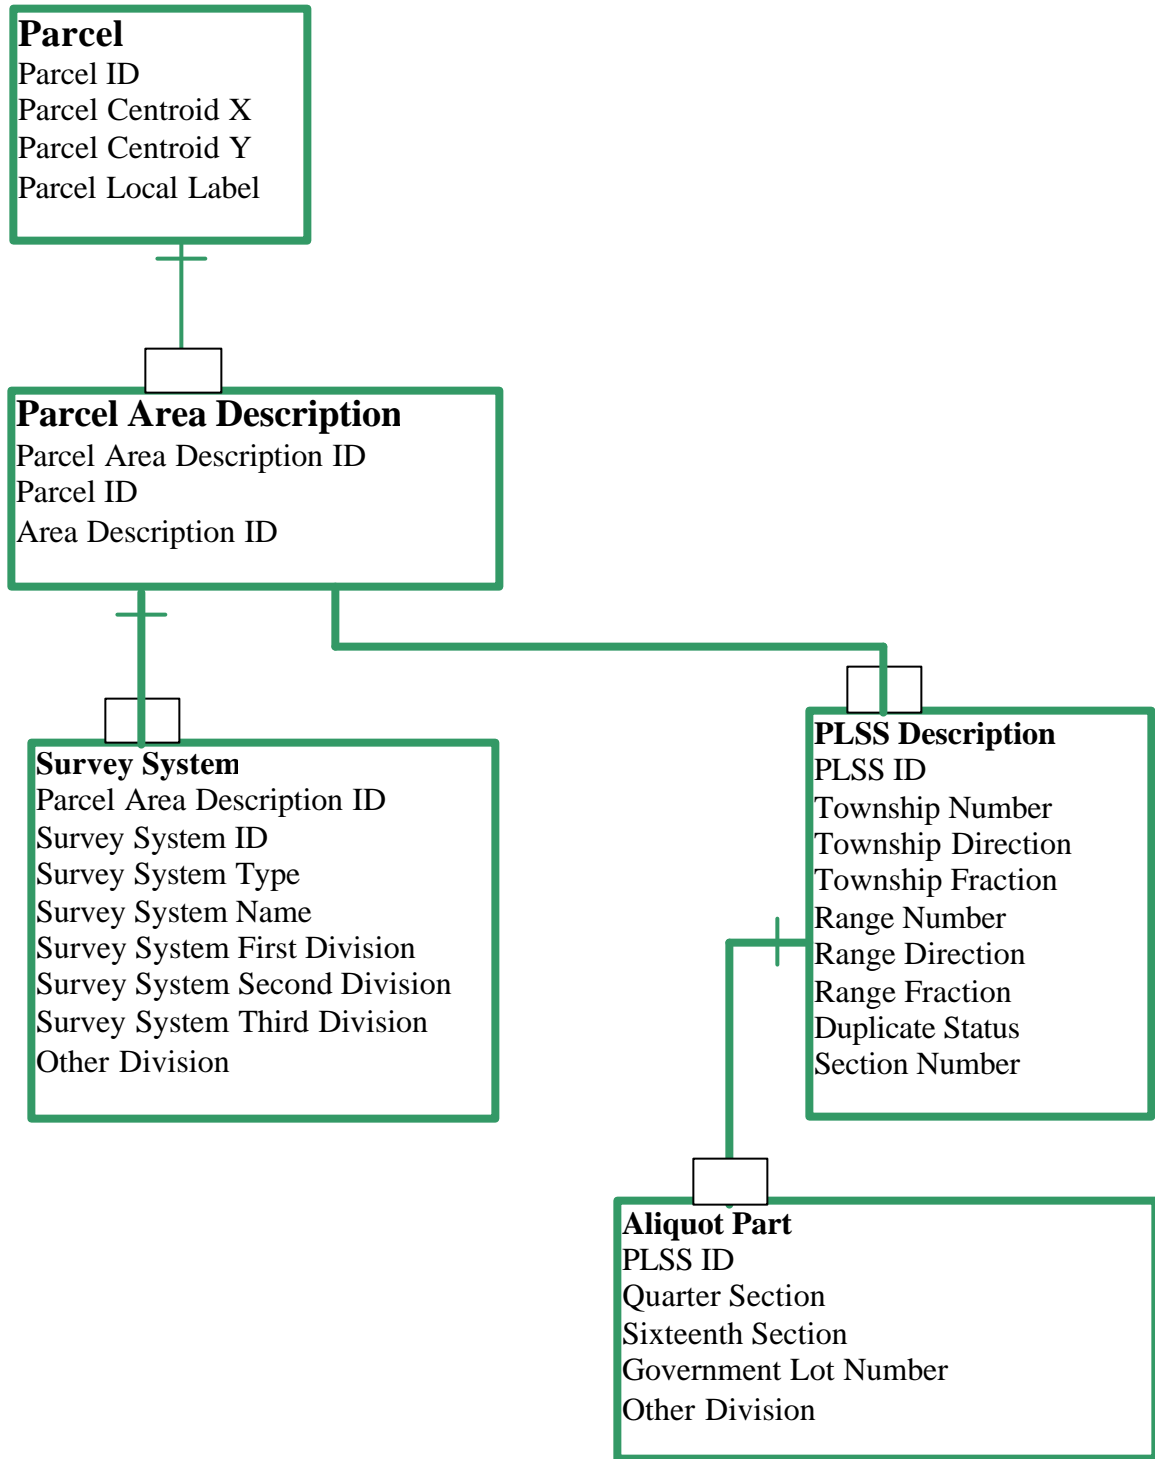 Parcel
Parcel ID
Parcel Centroid X
Parcel Centroid Y
Parcel Local Label
Parcel Area Description
Parcel Area Description ID
Parcel ID
Area Description ID
Survey System
Parcel Area Description ID
Survey System ID
Survey System Type
Survey System Name
Survey System First Division
Survey System Second Division
Survey System Third Division
Other Division
PLSS Description
PLSS ID
Township Number
Township Direction
Township Fraction
Range Number
Range Direction
Range Fraction
Duplicate Status
Section Number
Aliquot Part
PLSS ID
Quarter Section
Sixteenth Section
Government Lot Number
Other Division